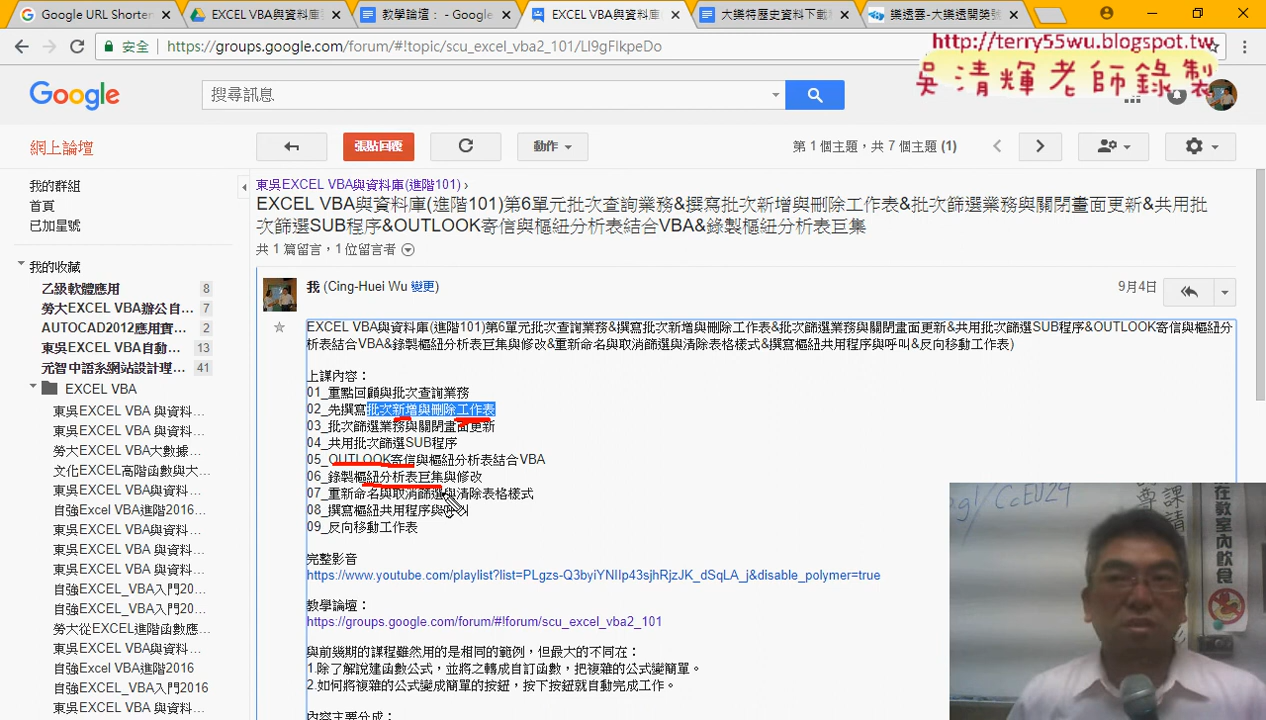 Google URL Shorten
EXCEL VBA與資料庫
教學論壇： - Google
EXCEL VBA與資料庫
大樂特歷史資料下載
樂透雲-大樂透開獎號
安全
https://groups.google.com/forum/#!topic/scu_excel_vba2_101/LI9gFIkpeDo
http://terry55wu.blogspot.tw
吳清輝老師錄製
Google
搜尋訊息
網上論壇
張貼回覆
動作
第 1 個主題，共 7 個主題 (1)
我的群組
首頁
已加星號
我的收藏
乙級軟體應用 8
勞大EXCEL VBA辦公自... 7
AUTOCAD2012應用實... 2
東吳EXCEL VBA自動... 13
元智中語系網站設計理... 41
EXCEL VBA
東吳EXCEL VBA 與資料...
東吳EXCEL VBA 與資料...
勞大EXCEL VBA大數據...
文化EXCEL高階函數與大...
自強Excel VBA進階2016...
東吳EXCEL VBA 與資料...
東吳EXCEL VBA 與資料...
東吳EXCEL VBA 與資料...
東吳EXCEL VBA 與資料...
自強EXCEL_VBA入門20...
自強EXCEL_VBA入門20...
勞大從EXCEL進階函數應...
東吳EXCEL VBA與資料...
自強Excel VBA進階2016
自強EXCEL_VBA入門2016
東吳EXCEL VBA與資料...
東吳EXCEL VBA與資料庫(進階101) ›
EXCEL VBA與資料庫(進階101)第6單元批次查詢業務&撰寫批次新增與刪除工作表&批次篩選業務與關閉畫面更新&共用批
次篩選SUB程序&OUTLOOK寄信與樞紐分析表結合VBA&錄製樞紐分析表巨集
共 1 篇留言，1 位留言者
我 (Cing-Huei Wu 變更)
9月4日
EXCEL VBA與資料庫(進階101)第6單元批次查詢業務&撰寫批次新增與刪除工作表&批次篩選業務與關閉畫面更新&共用批次篩選SUB程序&OUTLOOK寄信與樞紐分
析表結合VBA&錄製樞紐分析表巨集與修改&重新命名與取消篩選與清除表格樣式&撰寫樞紐共用程序與呼叫&反向移動工作表)
上課內容：
01_重點回顧與批次查詢業務
02_先撰寫批次新增與刪除工作表
03_批次篩選業務與關閉畫面更新
04_共用批次篩選SUB程序
05_OUTLOOK寄信與樞紐分析表結合VBA
06_錄製樞紐分析表巨集與修改
07_重新命名與取消篩選與清除表格樣式
08_撰寫樞紐共用程序與呼叫
09_反向移動工作表
完整影音
https://www.youtube.com/playlist?list=PLgzs-Q3byiYNIIp43sjhRjzJK_dSqLA_j&disable_polymer=true
教學論壇：
https://groups.google.com/forum/#!forum/scu_excel_vba2_101
與前幾期的課程雖然用的是相同的範例，但最大的不同在：
1.除了解說建函數公式，並將之轉成自訂函數，把複雜的公式變簡單。
2.如何將複雜的公式變成簡單的按鈕，按下按鈕就自動完成工作。
內容主要分成：